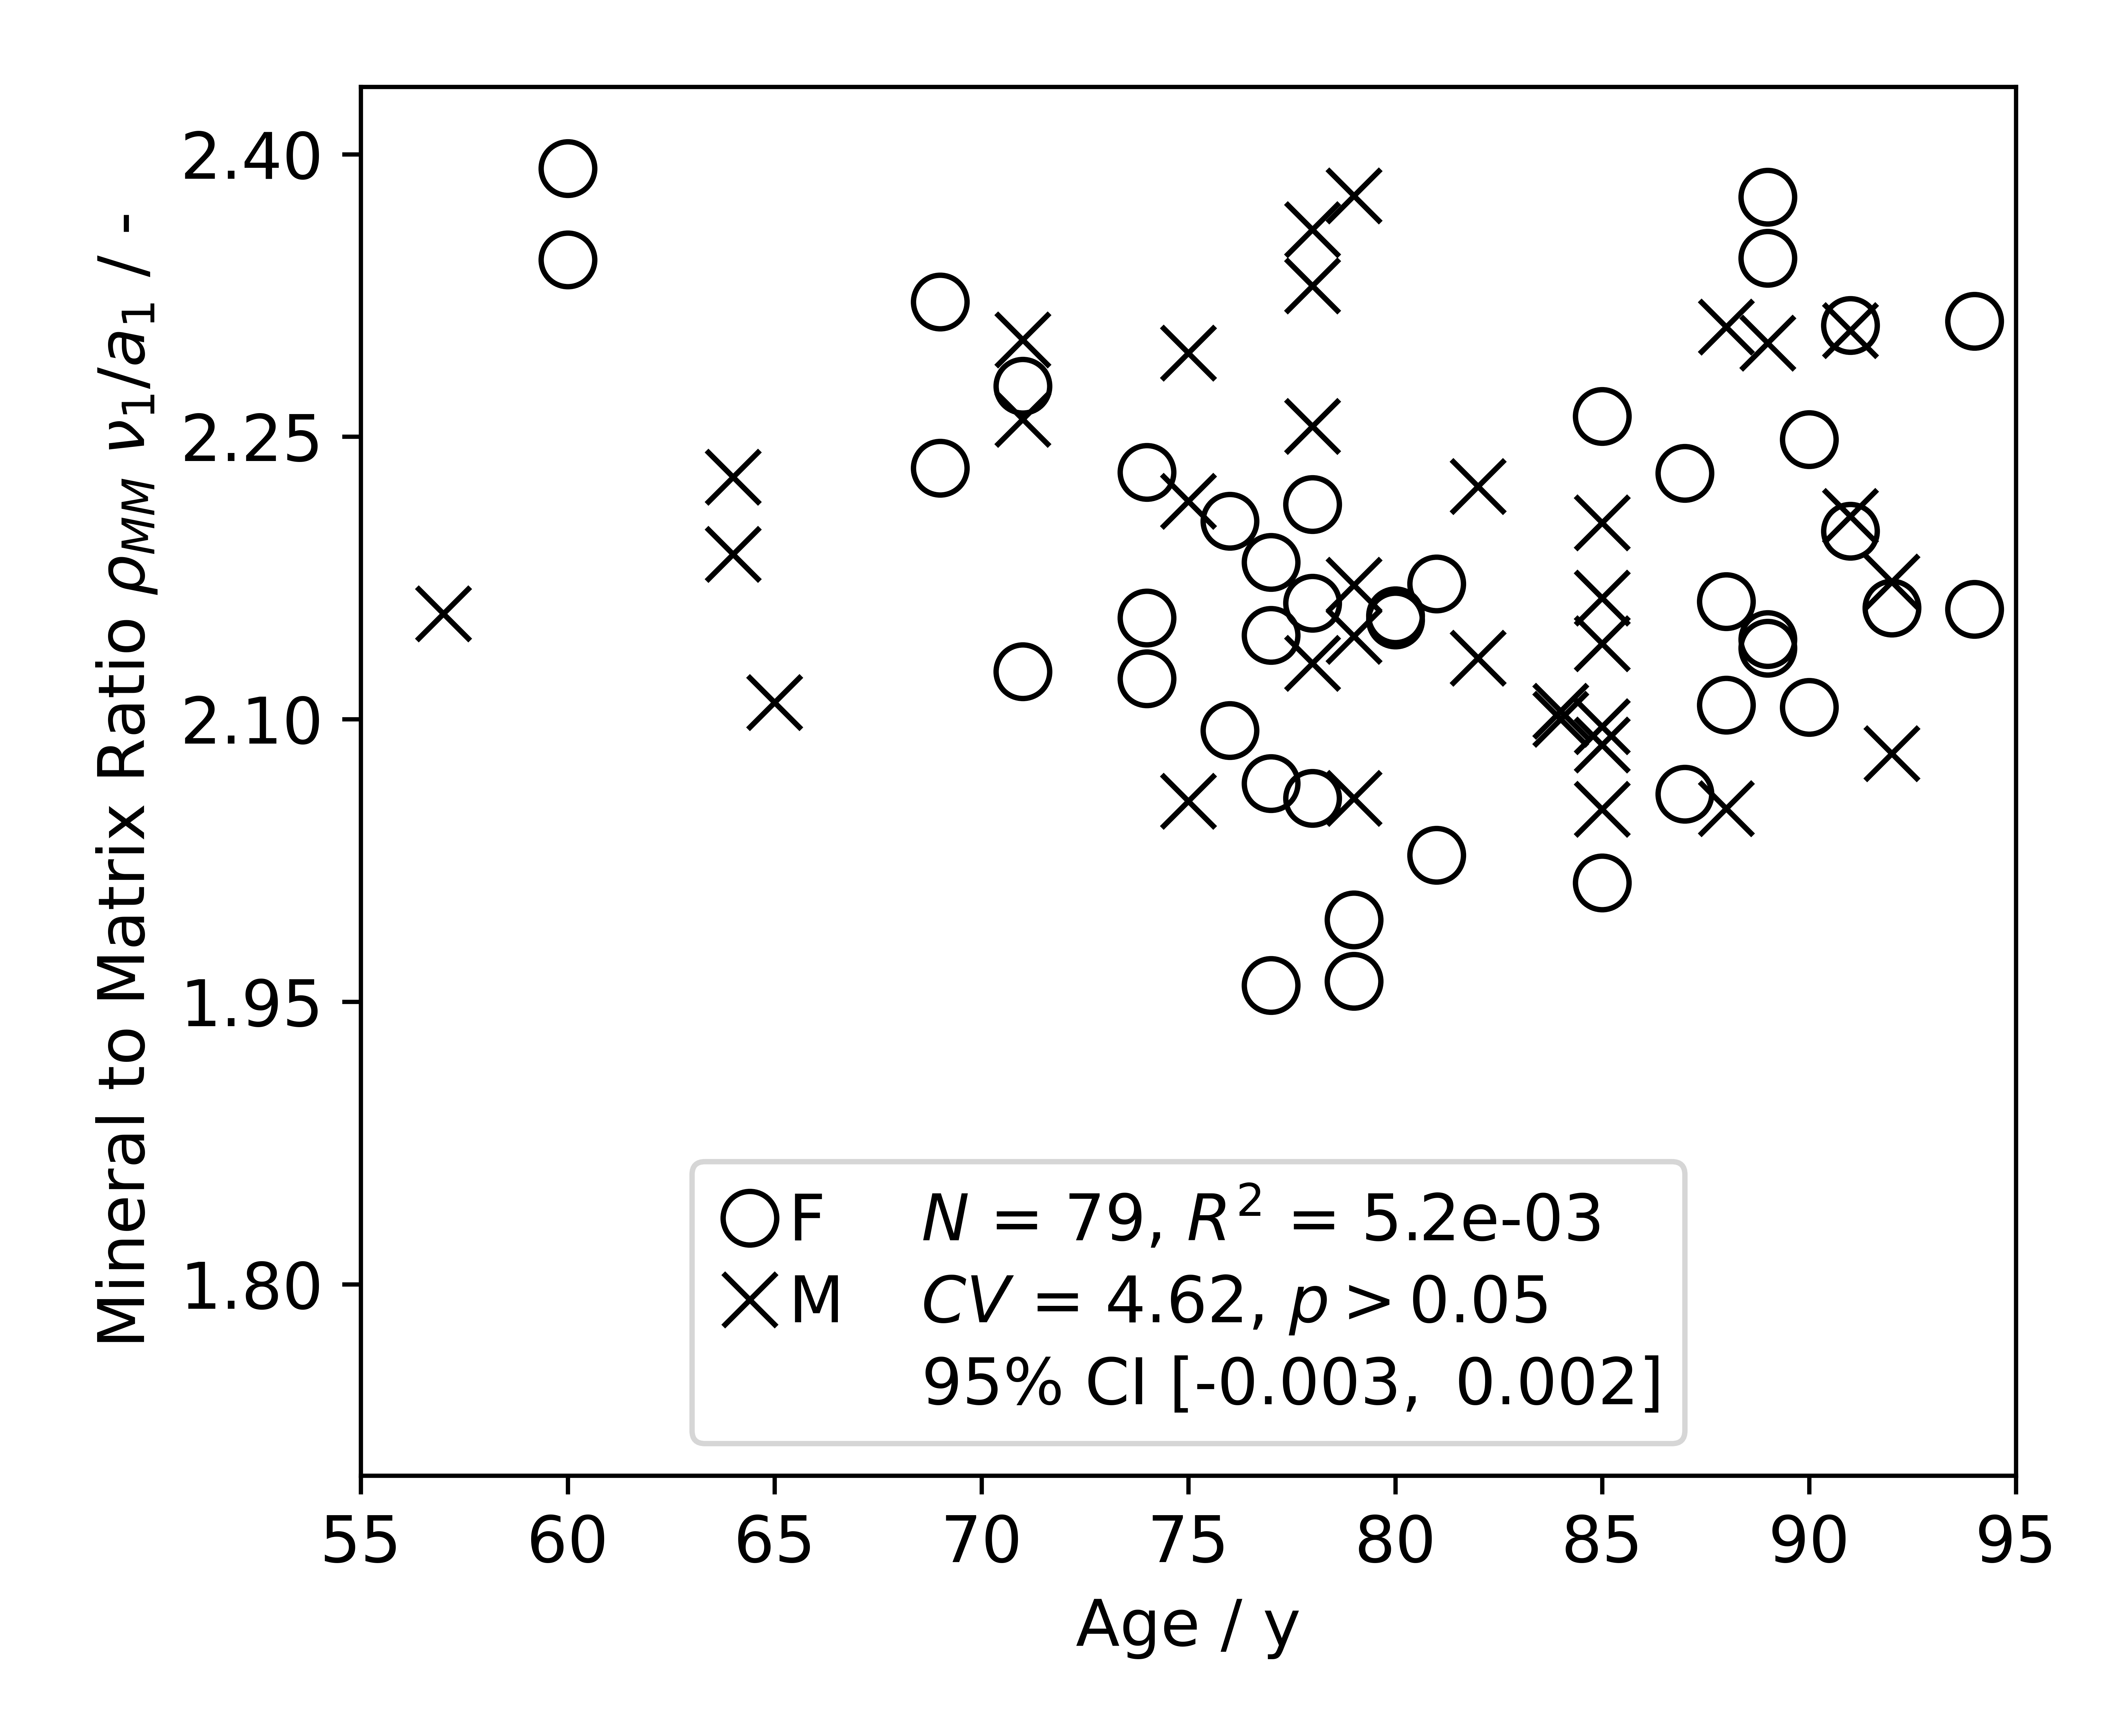 Mineral to Matrix Ratio ρMM ν1/a1 / -
2.40
2.25
2.10
1.95
1.80
F N = 79, R² = 5.2e-03
M CV = 4.62, p > 0.05
95% CI [-0.003, 0.002]
55 60 65 70 75 80 85 90 95
Age / y